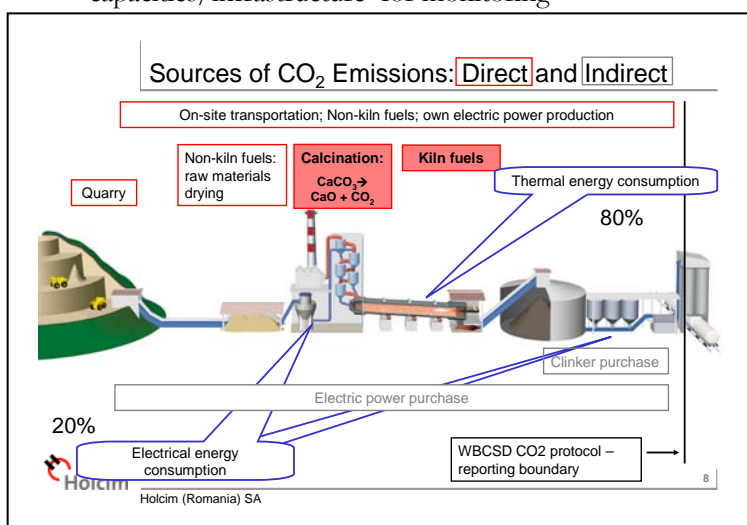 capacities/infrastructure for monitoring
Sources of CO2 Emissions: Direct and Indirect
On-site transportation; Non-kiln fuels; own electric power production
Non-kiln fuels:
raw materials
drying
Calcination:
CaCO3→
CaO + CO2
Kiln fuels
Quarry
Thermal energy consumption
80%
Clinker purchase
Electric power purchase
20%
Electrical energy
consumption
WBCSD CO2 protocol –
reporting boundary
Holcim
Holcim (Romania) SA
8